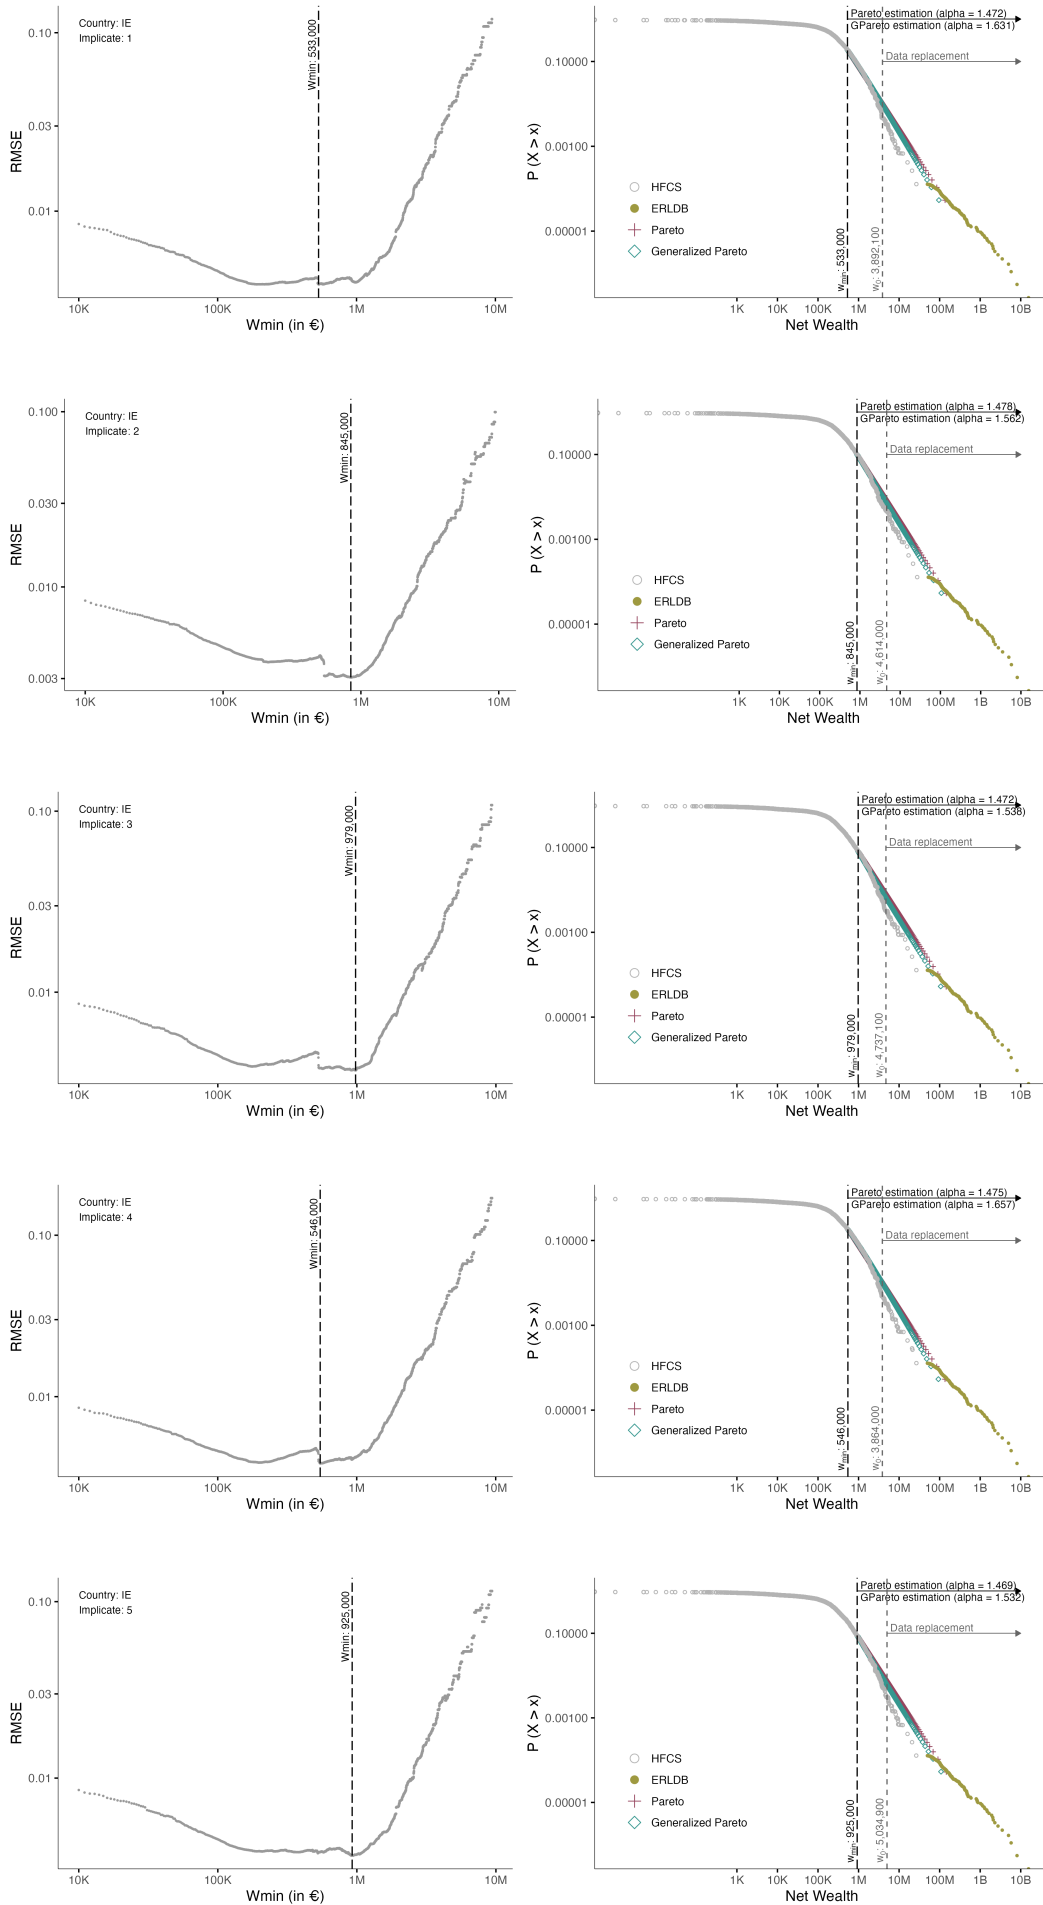 Country: IE
Implicate: 1
Wmin: 533,000
0.10
0.03
0.01
RMSE
10K 100K 1M 10M
Wmin (in €)
Pareto estimation (alpha = 1.472)
GPareto estimation (alpha = 1.631)
Data replacement
0.10000
0.00100
0.00001
P (X > x)
HFCS
ERLDB
Pareto
Generalized Pareto
wmin: 533,000
w0: 3,892,100
1K 10K 100K 1M 10M 100M 1B 10B
Net Wealth
Country: IE
Implicate: 2
Wmin: 845,000
0.100
0.030
0.010
0.003
RMSE
10K 100K 1M 10M
Wmin (in €)
Pareto estimation (alpha = 1.478)
GPareto estimation (alpha = 1.562)
Data replacement
0.10000
0.00100
0.00001
P (X > x)
HFCS
ERLDB
Pareto
Generalized Pareto
wmin: 845,000
w0: 4,614,000
1K 10K 100K 1M 10M 100M 1B 10B
Net Wealth
Country: IE
Implicate: 3
Wmin: 979,000
0.10
0.03
0.01
RMSE
10K 100K 1M 10M
Wmin (in €)
Pareto estimation (alpha = 1.472)
GPareto estimation (alpha = 1.538)
Data replacement
0.10000
0.00100
0.00001
P (X > x)
HFCS
ERLDB
Pareto
Generalized Pareto
wmin: 979,000
w0: 4,737,100
1K 10K 100K 1M 10M 100M 1B 10B
Net Wealth
Country: IE
Implicate: 4
Wmin: 546,000
0.10
0.03
0.01
RMSE
10K 100K 1M 10M
Wmin (in €)
Pareto estimation (alpha = 1.475)
GPareto estimation (alpha = 1.657)
Data replacement
0.10000
0.00100
0.00001
P (X > x)
HFCS
ERLDB
Pareto
Generalized Pareto
wmin: 546,000
w0: 3,864,000
1K 10K 100K 1M 10M 100M 1B 10B
Net Wealth
Country: IE
Implicate: 5
Wmin: 925,000
0.10
0.03
0.01
RMSE
10K 100K 1M 10M
Wmin (in €)
Pareto estimation (alpha = 1.469)
GPareto estimation (alpha = 1.532)
Data replacement
0.10000
0.00100
0.00001
P (X > x)
HFCS
ERLDB
Pareto
Generalized Pareto
wmin: 925,000
w0: 5,034,900
1K 10K 100K 1M 10M 100M 1B 10B
Net Wealth